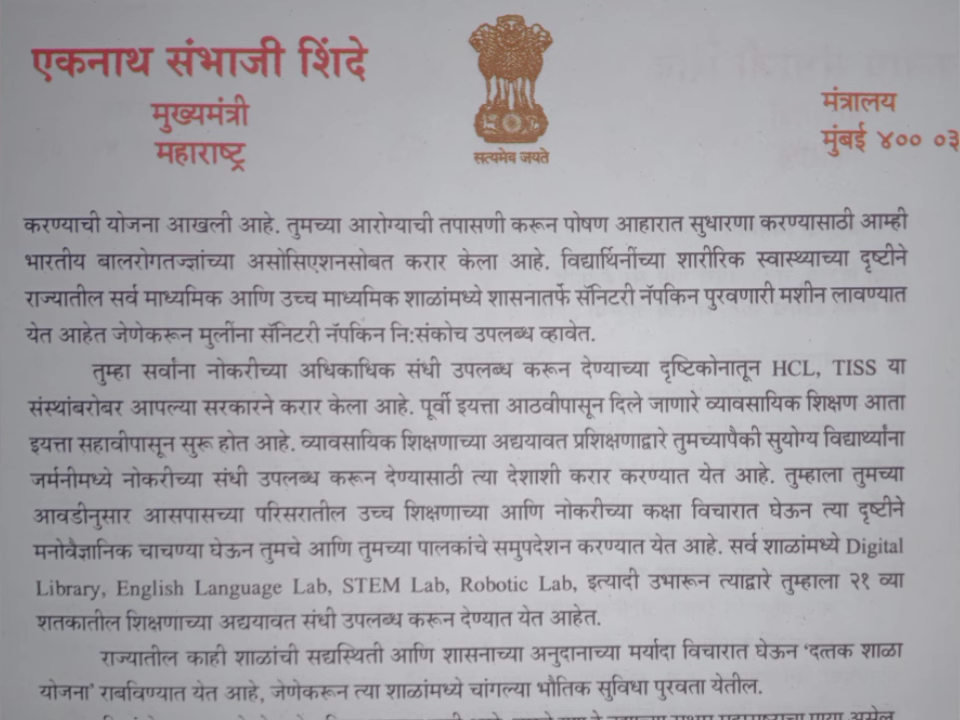 एकनाथ संभाजी शिंदे
मुख्यमंत्री
महाराष्ट्र
सत्यमेव जयते
मंत्रालय
मुंबई ४०० ०३
करण्याची योजना आखली आहे. तुमच्या आरोग्याची तपासणी करून पोषण आहारात सुधारणा करण्यासाठी आम्ही
भारतीय बालरोगतज्ज्ञांच्या असोसिएशनसोबत करार केला आहे. विद्यार्थिनींच्या शारीरिक स्वास्थ्याच्या दृष्टीने
राज्यातील सर्व माध्यमिक आणि उच्च माध्यमिक शाळांमध्ये शासनातर्फे सॅनिटरी नॅपकिन पुरवणारी मशीन लावण्यात
येत आहेत जेणेकरून मुलींना सॅनिटरी नॅपकिन नि:संकोच उपलब्ध व्हावेत.
तुम्हा सर्वांना नोकरीच्या अधिकाधिक संधी उपलब्ध करून देण्याच्या दृष्टिकोनातून HCL, TISS या
संस्थांबरोबर आपल्या सरकारने करार केला आहे. पूर्वी इयत्ता आठवीपासून दिले जाणारे व्यावसायिक शिक्षण आता
इयत्ता सहावीपासून सुरू होत आहे. व्यावसायिक शिक्षणाच्या अद्ययावत प्रशिक्षणाद्वारे तुमच्यापैकी सुयोग्य विद्यार्थ्यांना
जर्मनीमध्ये नोकरीच्या संधी उपलब्ध करून देण्यासाठी त्या देशाशी करार करण्यात येत आहे. तुम्हाला तुमच्या
आवडीनुसार आसपासच्या परिसरातील उच्च शिक्षणाच्या आणि नोकरीच्या कक्षा विचारात घेऊन त्या दृष्टीने
मनोवैज्ञानिक चाचण्या घेऊन तुमचे आणि तुमच्या पालकांचे समुपदेशन करण्यात येत आहे. सर्व शाळांमध्ये Digital
Library, English Language Lab, STEM Lab, Robotic Lab, इत्यादी उभारून त्याद्वारे तुम्हाला २१ व्या
शतकातील शिक्षणाच्या अद्ययावत संधी उपलब्ध करून देण्यात येत आहेत.
राज्यातील काही शाळांची सद्यस्थिती आणि शासनाच्या अनुदानाच्या मर्यादा विचारात घेऊन ‘दत्तक शाळा
योजना’ राबविण्यात येत आहे, जेणेकरून त्या शाळांमध्ये चांगल्या भौतिक सुविधा पुरवता येतील.